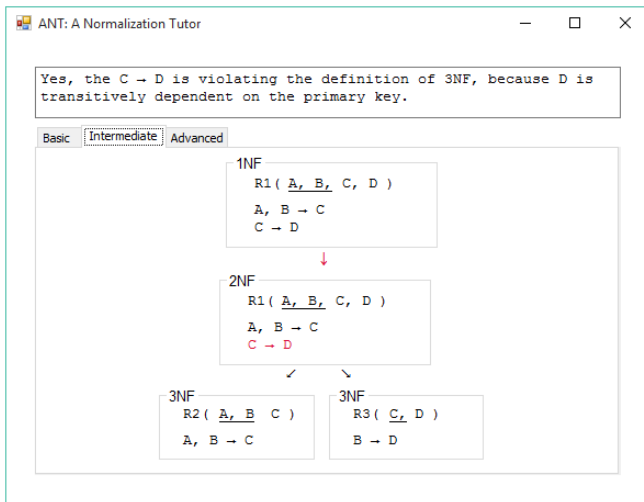 ANT: A Normalization Tutor
Yes, the C → D is violating the definition of 3NF, because D is
transitively dependent on the primary key.
Basic Intermediate Advanced
1NF
R1( A, B, C, D )
A, B → C
C → D
↓
2NF
R1( A, B, C, D )
A, B → C
C → D
↙ ↘
3NF 3NF
R2( A, B C ) R3( C, D )
A, B → C B → D